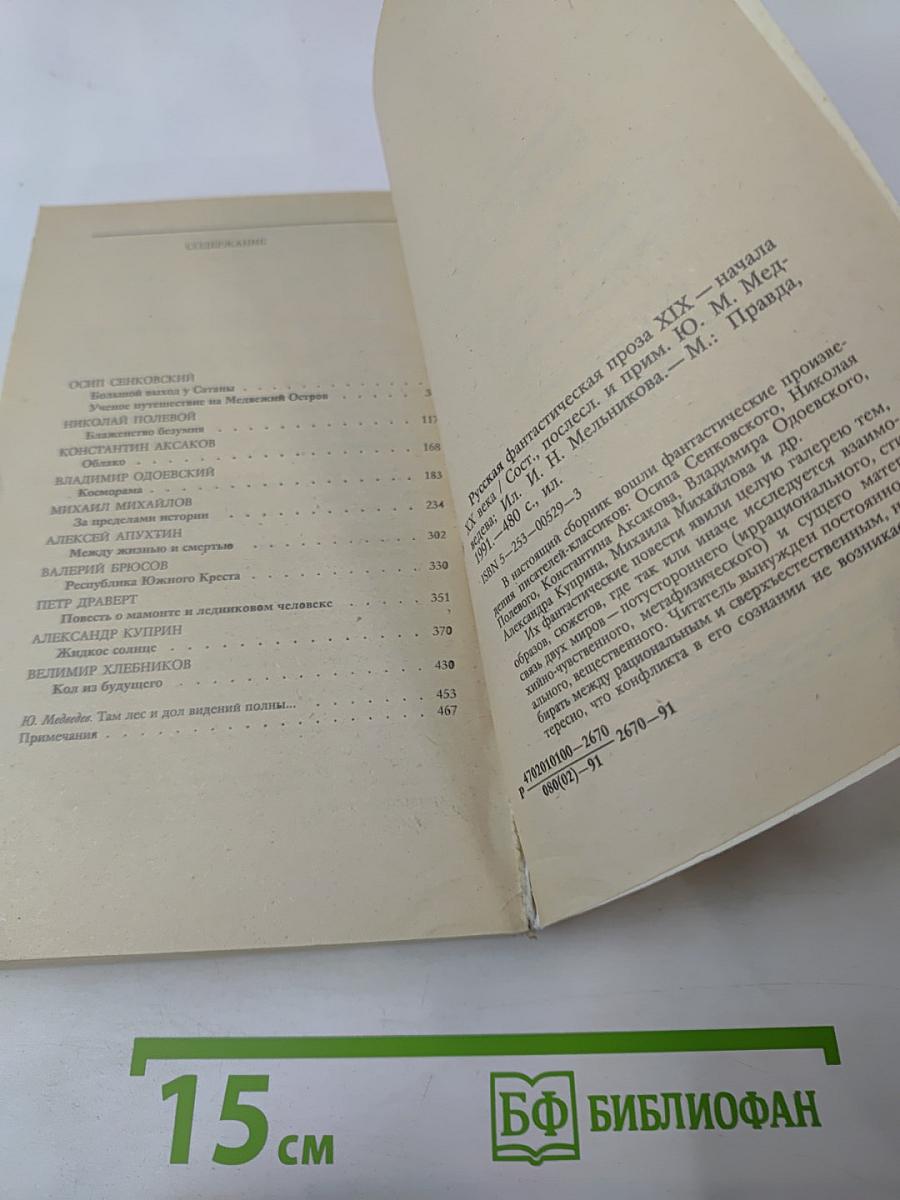 СОДЕРЖАНИЕ
ОСИП СЕНКОВСКИЙ
Большой выход у Сатаны
Ученое путешествие на Медвежий Остров
НИКОЛАЙ ПОЛЕВОЙ
Блаженство безумия 117
КОНСТАНТИН АКСАКОВ
Облако 168
ВЛАДИМИР ОДОЕВСКИЙ
Косморама 183
МИХАИЛ МИХАЙЛОВ
За пределами истории 234
АЛЕКСЕЙ АПУХТИН
Между жизнью и смертью 302
ВАЛЕРИЙ БРЮСОВ
Республика Южного Креста 330
ПЕТР ДРАВЕРТ
Повесть о мамонте и ледниковом человеке 351
АЛЕКСАНДР КУПРИН
Жидкое солнце 370
ВЕЛИМИР ХЛЕБНИКОВ
Кол из будущего 430
Ю. Медведев. Там лес и дол видений полны... 453
Примечания 467
Русская фантастическая проза XIX — начала
XX века / Сост., послесл. и прим. Ю. М. Мед-
ведева; Ил. И. Н. Мельникова.— М.: Правда,
1991.—480 с., ил.
ISBN 5—253—00529—3
В настоящий сборник вошли фантастические произве-
дения писателей-классиков: Осипа Сенковского, Николая
Полевого, Константина Аксакова, Владимира Одоевского,
Александра Куприна, Михаила Михайлова и др.
Их фантастические повести явили целую галерею тем,
образов, сюжетов, где так или иначе исследуется взаимо-
связь двух миров — потустороннего (иррационального, сти-
хийно-чувственного, метафизического) и сущего матери-
ального, вещественного. Читатель вынужден постоянно
бирать между рациональным и сверхъестественным,
тересно, что конфликта в его сознании не возникае
Р 4702010100—2670 2670—91
080(02)—91
15 см
БФ БИБЛИОФАН